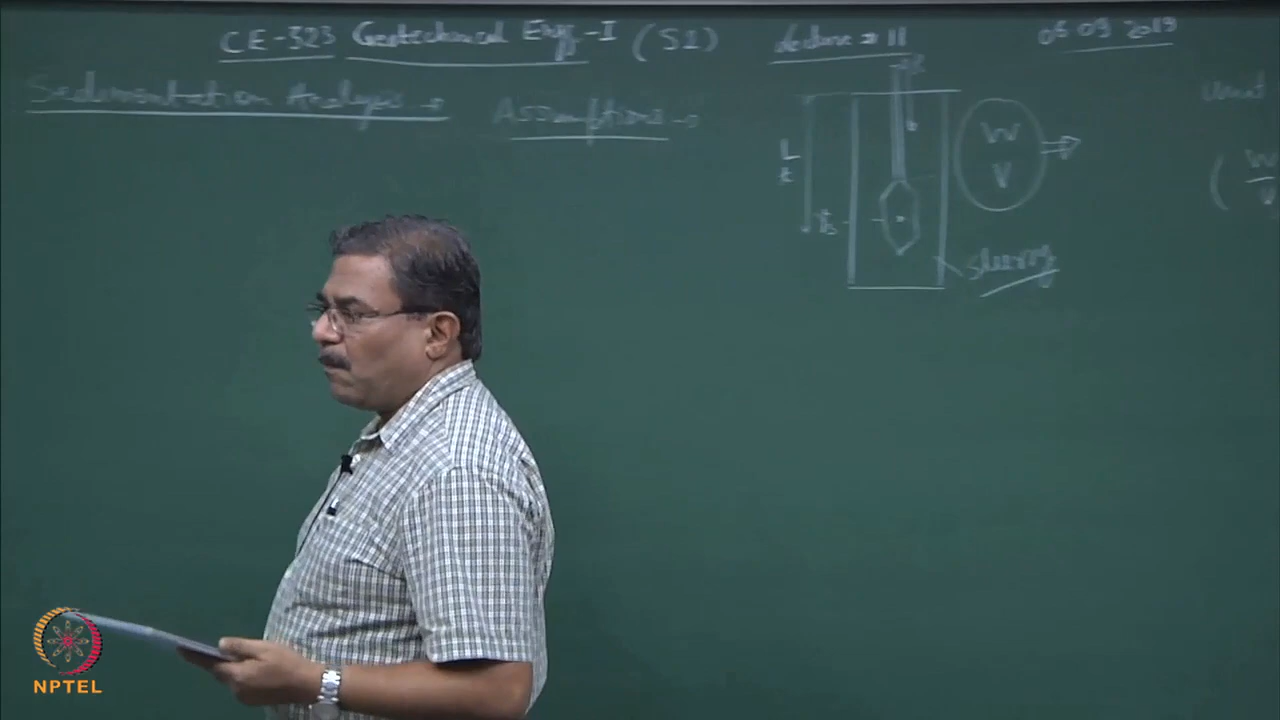 CE-323 Geotechnical Engg-I (S1) Lecture 11 06 09 2019
Sedimentation Analysis Assumptions
L
W
V
W
V
slurry
NPTEL